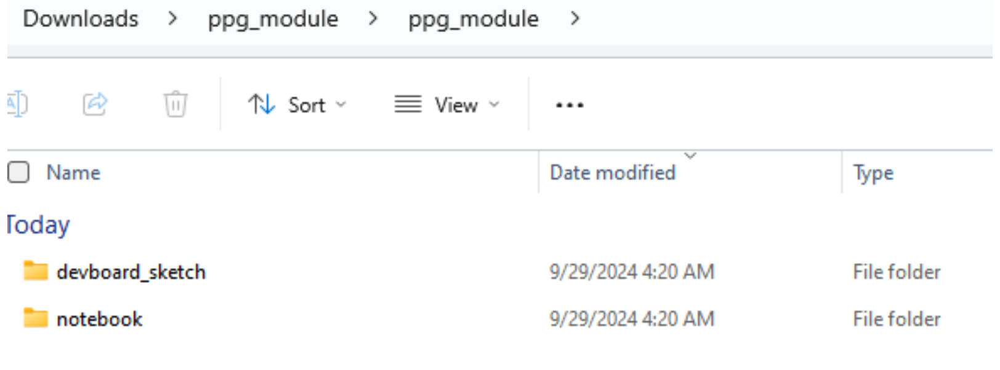 Downloads > ppg_module > ppg_module >
Sort View ...
Name Date modified Type
Today
devboard_sketch 9/29/2024 4:20 AM File folder
notebook 9/29/2024 4:20 AM File folder